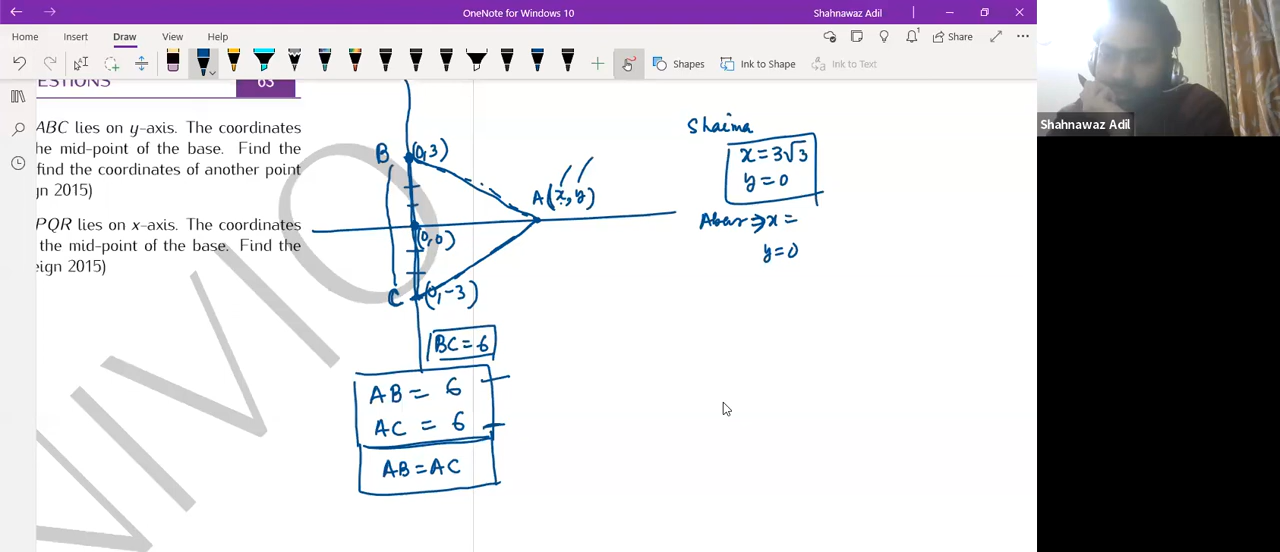 OneNote for Windows 10
Shahnawaz Adil
Home
Insert
Draw
View
Help
Share
Shapes
Ink to Shape
Ink to Text
ESTIONS
63
ABC lies on y-axis. The coordinates
he mid-point of the base. Find the
find the coordinates of another point
gn 2015)
PQR lies on x-axis. The coordinates
the mid-point of the base. Find the
eign 2015)
B (0,3)
A(x, y)
(0,0)
C (0,-3)
BC = 6
AB = 6
AC = 6
AB = AC
Shaima
x = 3√3
y = 0
x =
y = 0
Shahnawaz Adil
VIVIO